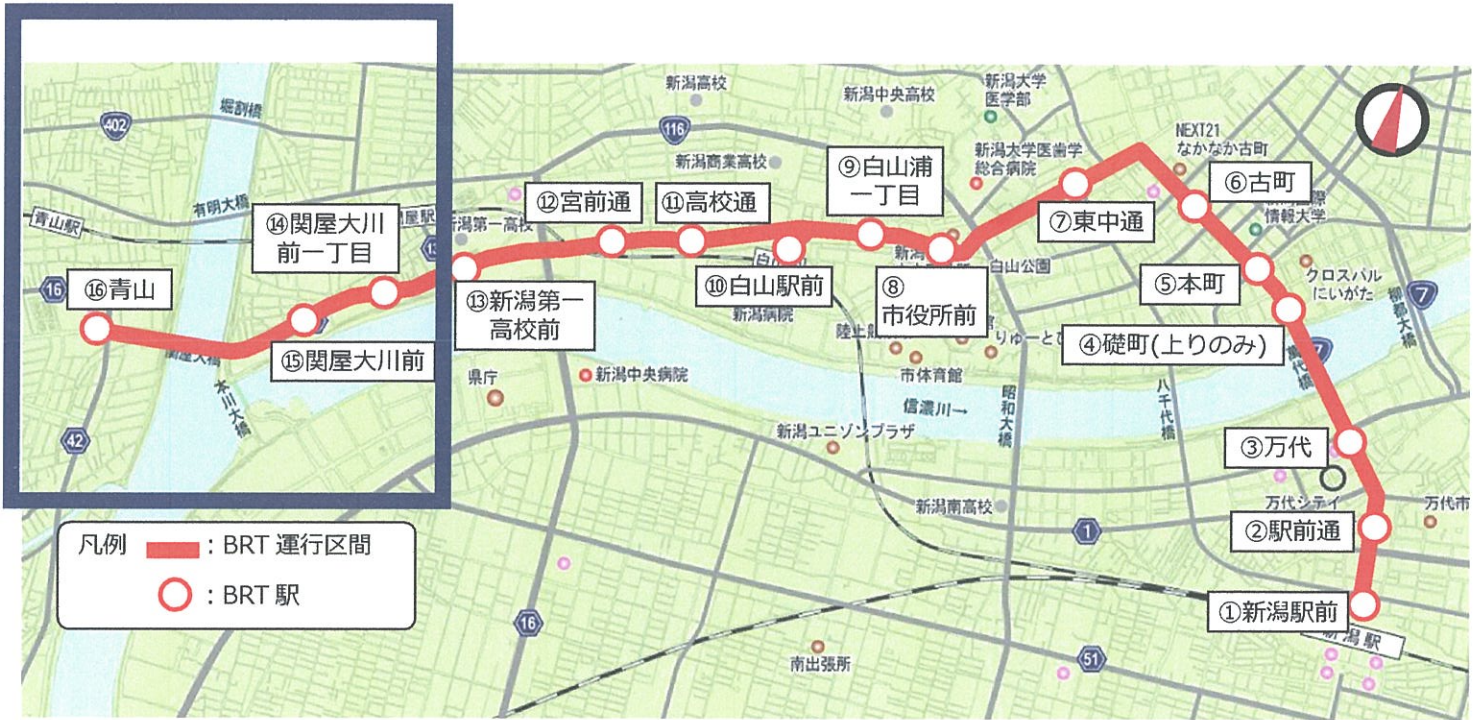 堀割橋
402
有明大橋
青山駅
16
⑯青山
42
関屋大橋
本川大橋
⑭関屋大川
前一丁目
⑮関屋大川前
新潟第一高校
⑬新潟第一
高校前
⑫宮前通
⑪高校通
新潟高校
116
新潟商業高校
新潟中央高校
⑨白山浦
一丁目
⑩白山駅前
新潟病院
⑧
市役所前
白山公園
新潟大学
医学部
新潟大学医歯学
総合病院
⑦東中通
NEXT21
なかなか古町
⑥古町
情報大学
⑤本町
クロスパル
にいがた
④礎町(上りのみ)
7
柳都大橋
萬代橋
八千代橋
昭和大橋
信濃川→
市体育館
県庁
新潟中央病院
新潟ユニゾンプラザ
新潟南高校
③万代
万代シテイ
万代市
②駅前通
①新潟駅前
新潟駅
1
51
16
南出張所
凡例
: BRT 運行区間
: BRT 駅